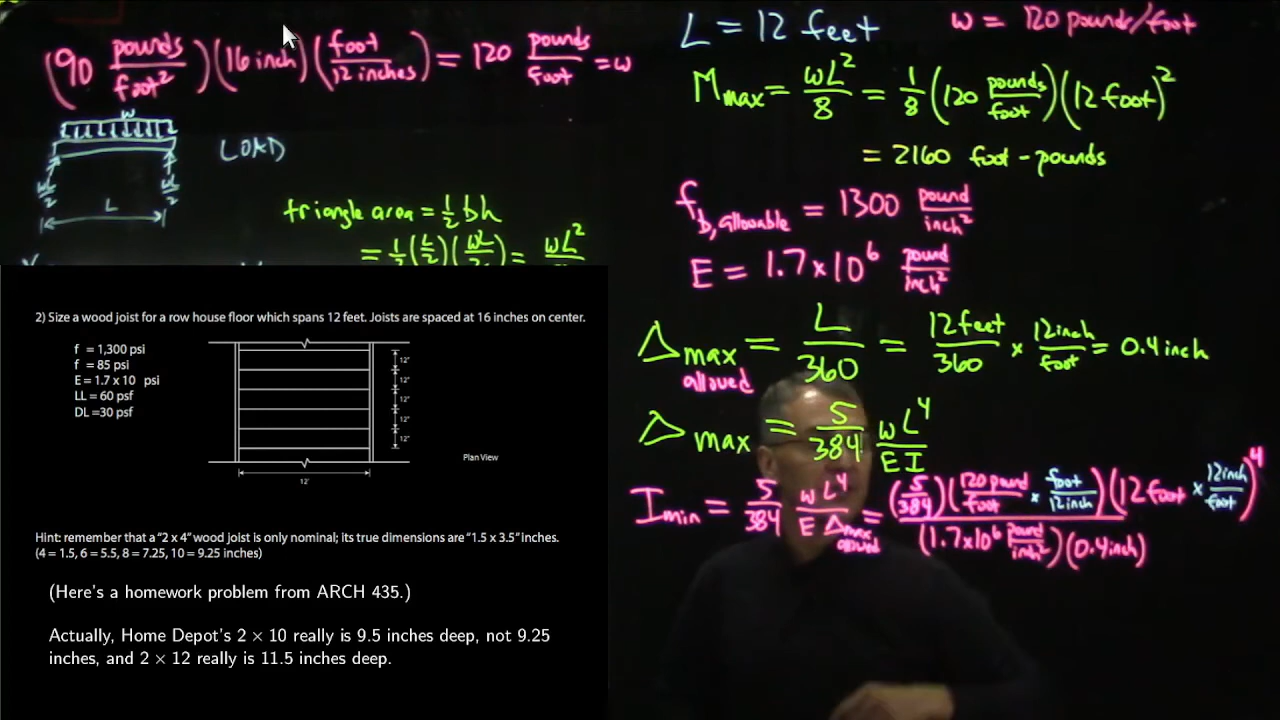 (90 pounds/foot²)(16 inch)(foot/12 inches) = 120 pounds/foot = w
w
LOAD
wL/2 wL/2
L
triangle area = 1/2 bh
= 1/2 (L/2)(wL/2) = wL²
2) Size a wood joist for a row house floor which spans 12 feet. Joists are spaced at 16 inches on center.
f = 1,300 psi
f = 85 psi
E = 1.7 x 10 psi
LL = 60 psf
DL =30 psf
12"
12"
12"
12"
12"
Plan View
12'
Hint: remember that a "2 x 4" wood joist is only nominal; its true dimensions are "1.5 x 3.5" inches.
(4 = 1.5, 6 = 5.5, 8 = 7.25, 10 = 9.25 inches)
(Here's a homework problem from ARCH 435.)
Actually, Home Depot's 2 × 10 really is 9.5 inches deep, not 9.25
inches, and 2 × 12 really is 11.5 inches deep.
L = 12 feet w = 120 pounds/foot
Mmax = wL²/8 = 1/8 (120 pounds/foot)(12 foot)²
= 2160 foot-pounds
fb, allowable = 1300 pound/inch²
E = 1.7×10⁶ pound/inch²
Δmax allowed = L/360 = 12 feet/360 × 12 inch/foot = 0.4 inch
Δmax = 5/384 wL⁴/EI
Imin = 5/384 wL⁴/EΔmax allowed = (5/384)(120 pound/foot × foot/12 inch)(12 foot × 12 inch/foot)⁴/(1.7×10⁶ pound/inch²)(0.4 inch)